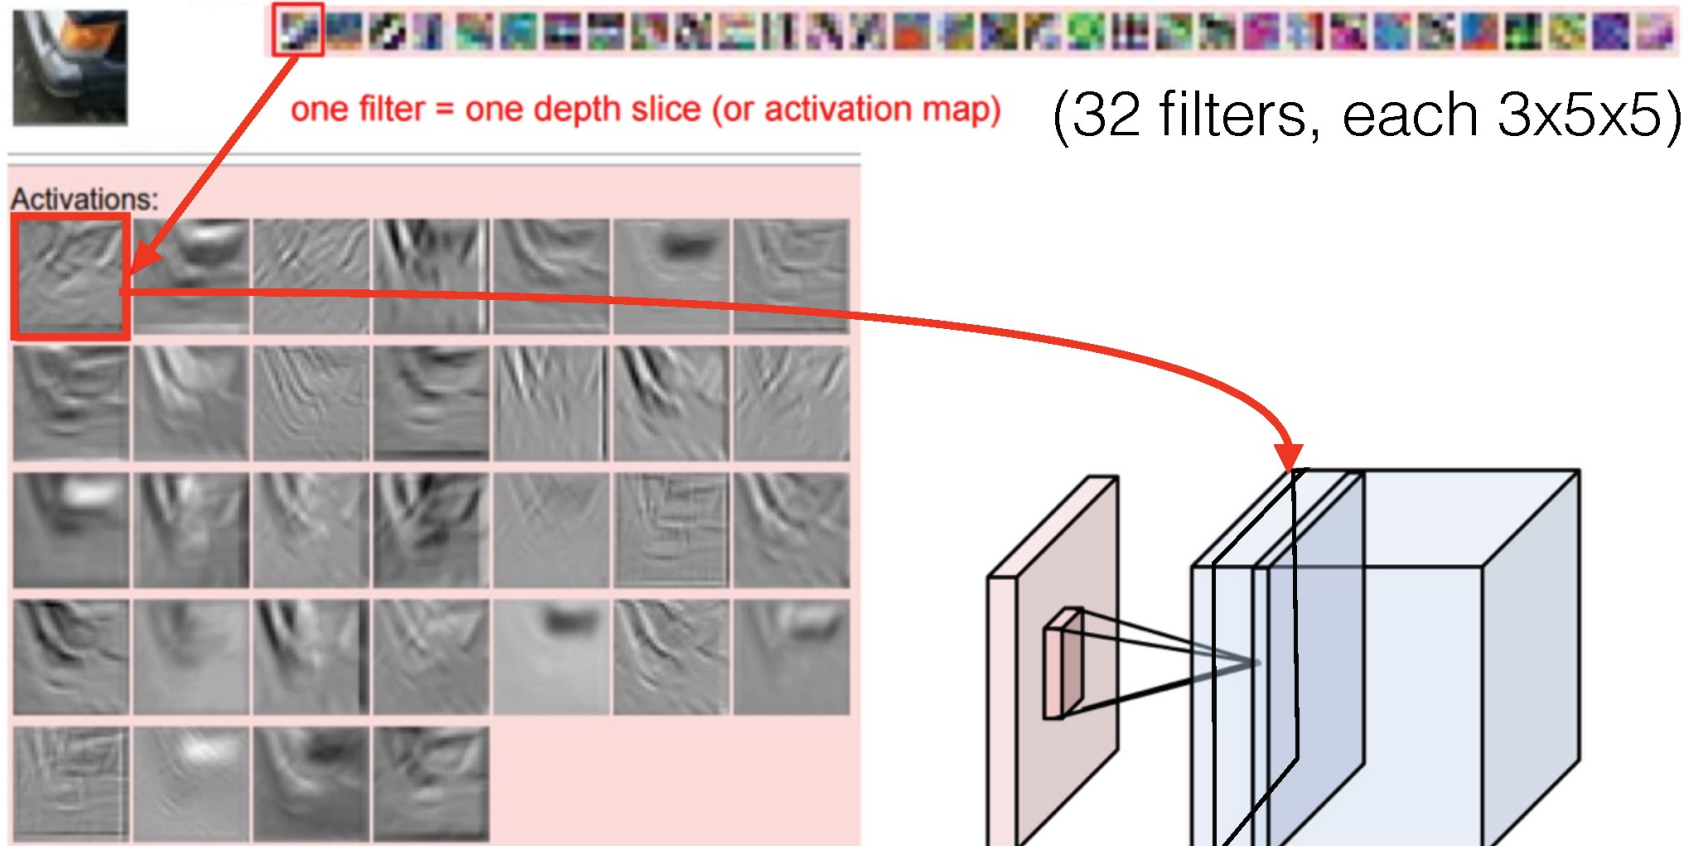 one filter = one depth slice (or activation map)
(32 filters, each 3x5x5)
Activations: